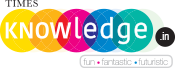 TIMES
KNOWledge .in
fun • fantastic • futuristic